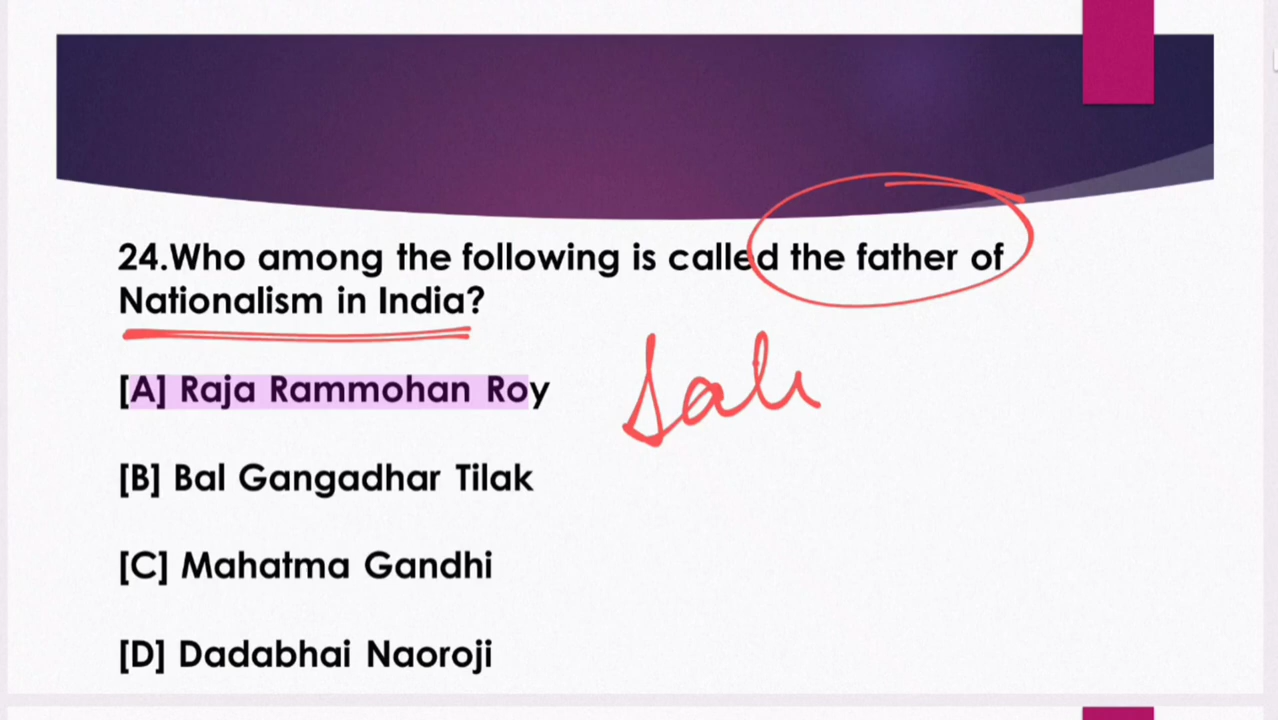 24.Who among the following is called the father of
Nationalism in India?
[A] Raja Rammohan Roy
[B] Bal Gangadhar Tilak
[C] Mahatma Gandhi
[D] Dadabhai Naoroji